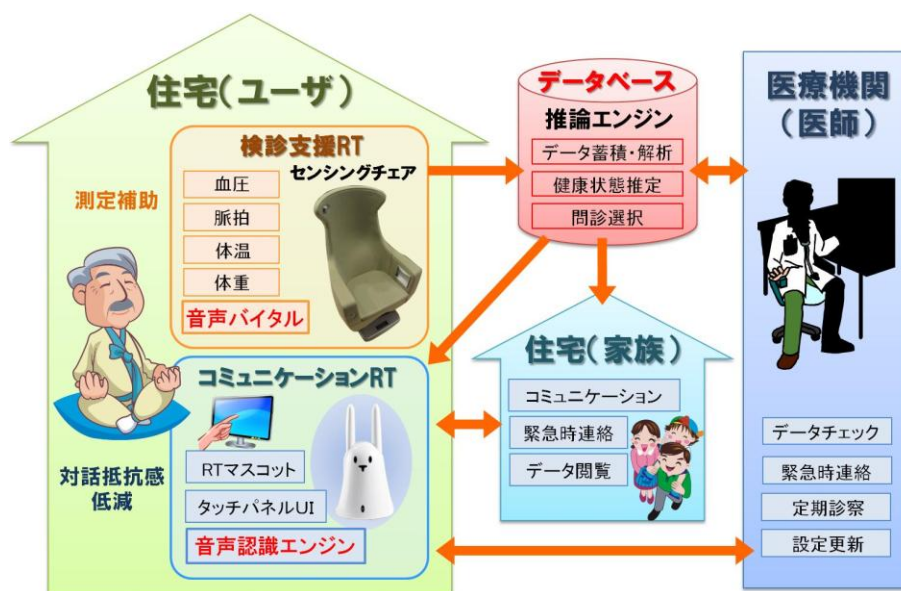 住宅(ユーザ)
検診支援RT
センシングチェア
測定補助
血圧
脈拍
体温
体重
音声バイタル
コミュニケーションRT
RTマスコット
タッチパネルUI
音声認識エンジン
対話抵抗感
低減
データベース
推論エンジン
データ蓄積・解析
健康状態推定
問診選択
住宅(家族)
コミュニケーション
緊急時連絡
データ閲覧
医療機関
(医師)
データチェック
緊急時連絡
定期診察
設定更新